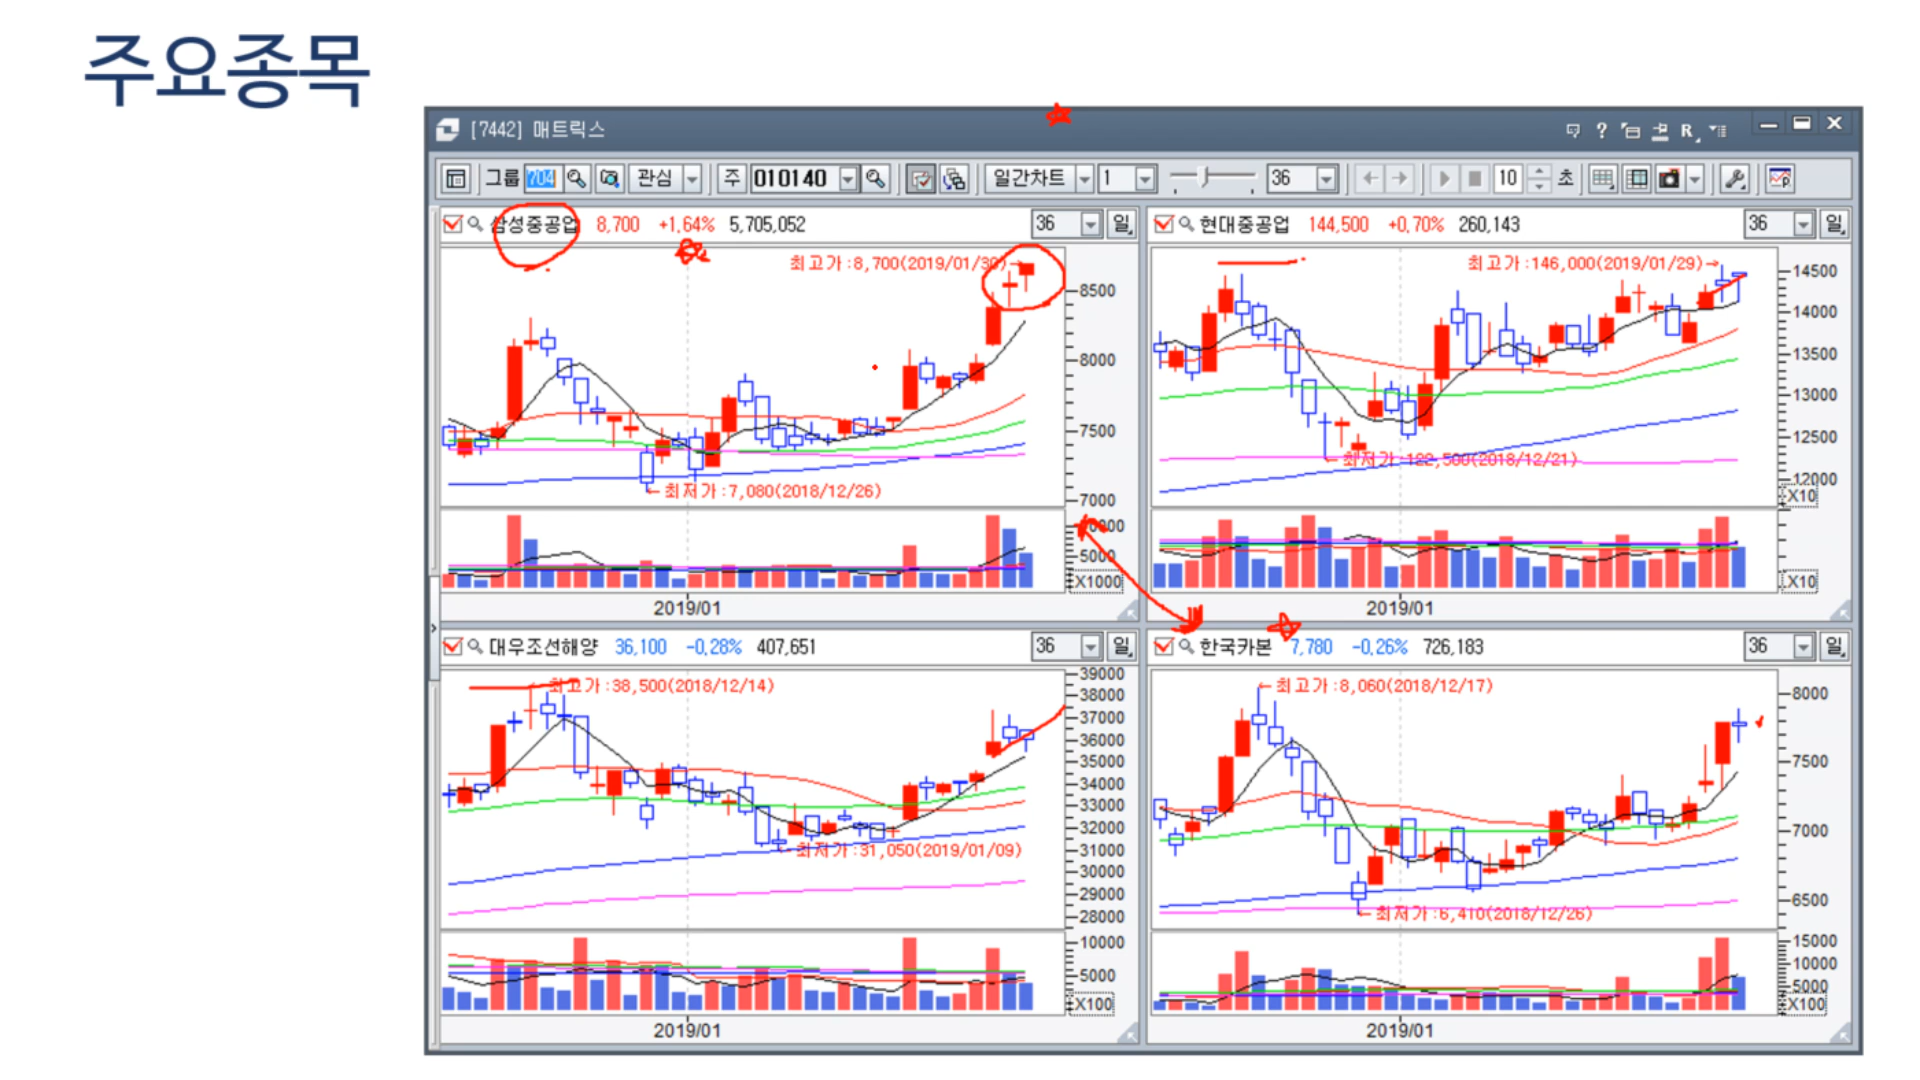 주요종목
[7442] 매트릭스
? R
그룹 704 관심 주 010140 일간차트 1 36 10 초
삼성중공업 8,700 +1,64% 5,705,052 36 일
최고가 :8,700(2019/01/30)→
8500
8000
7500
7000
←최저가 :7,080(2018/12/26)
5000
X1000
2019/01
현대중공업 144,500 +0,70% 260,143 36 일
최고가 :146,000(2019/01/29)→
14500
14000
13500
13000
12500
12000
X10
←최저가 :122,500(2018/12/21)
X10
2019/01
대우조선해양 36,100 -0,28% 407,651 36 일
←최고가 :38,500(2018/12/14)
39000
38000
37000
36000
35000
34000
33000
32000
31000
30000
29000
28000
←최저가 :31,050(2019/01/09)
10000
5000
X100
2019/01
한국카본 7,780 -0,26% 726,183 36 일
←최고가 :8,060(2018/12/17)
8000
7500
7000
6500
←최저가 :6,410(2018/12/26)
15000
10000
5000
X100
2019/01